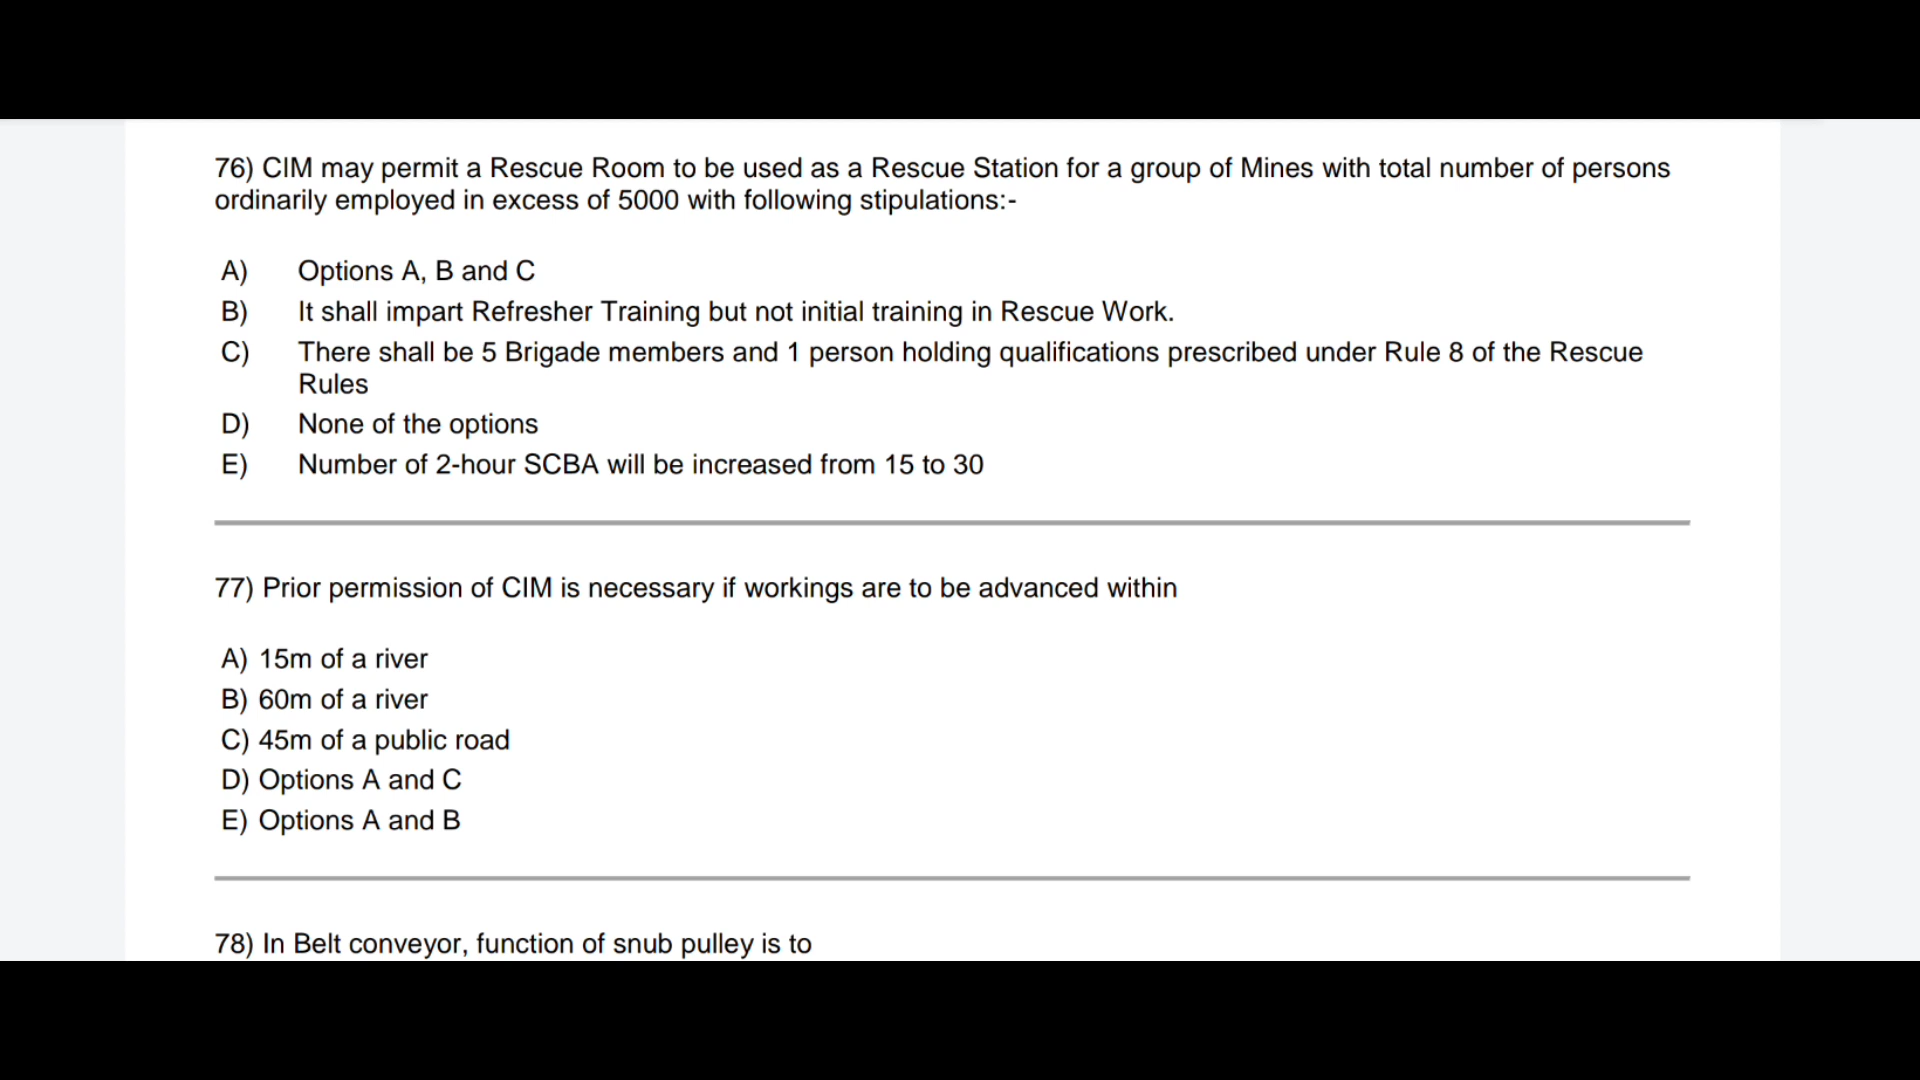 76) CIM may permit a Rescue Room to be used as a Rescue Station for a group of Mines with total number of persons
ordinarily employed in excess of 5000 with following stipulations:-
A) Options A, B and C
B) It shall impart Refresher Training but not initial training in Rescue Work.
C) There shall be 5 Brigade members and 1 person holding qualifications prescribed under Rule 8 of the Rescue
Rules
D) None of the options
E) Number of 2-hour SCBA will be increased from 15 to 30
77) Prior permission of CIM is necessary if workings are to be advanced within
A) 15m of a river
B) 60m of a river
C) 45m of a public road
D) Options A and C
E) Options A and B
78) In Belt conveyor, function of snub pulley is to